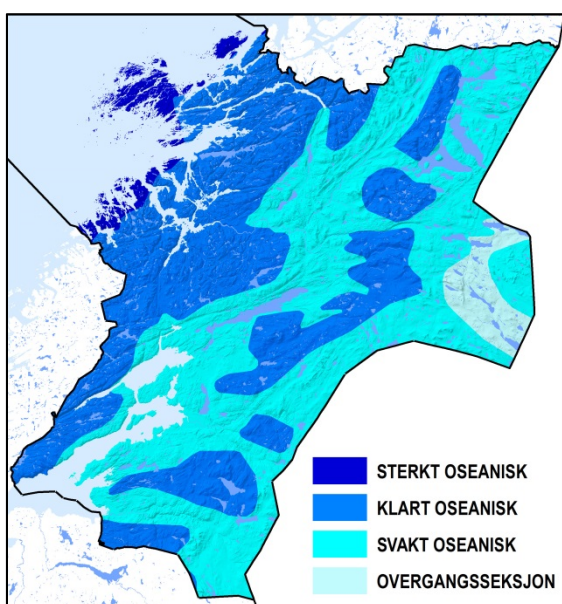 STERKT OSEANISK
KLART OSEANISK
SVAKT OSEANISK
OVERGANGSSEKSJON